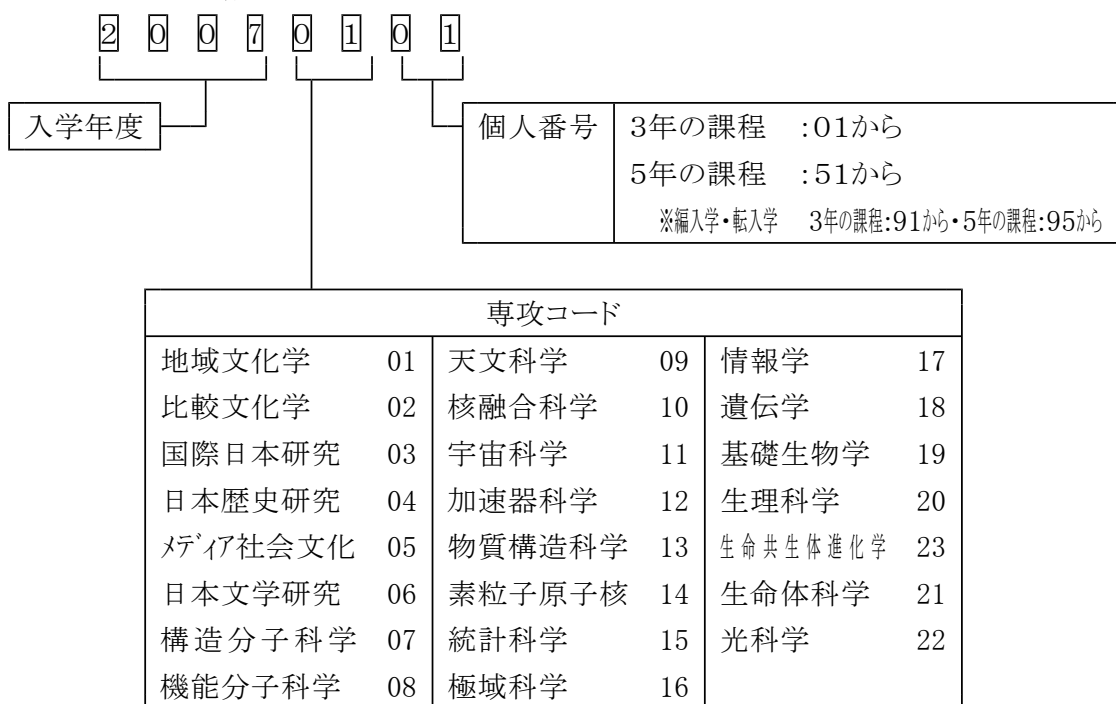 2 0 0 7 0 1 0 1
入学年度
個人番号 3年の課程 :01から
5年の課程 :51から
※編入学・転入学 3年の課程:91から・5年の課程:95から
専攻コード
地域文化学 01 天文科学 09 情報学 17
比較文化学 02 核融合科学 10 遺伝学 18
国際日本研究 03 宇宙科学 11 基礎生物学 19
日本歴史研究 04 加速器科学 12 生理科学 20
メディア社会文化 05 物質構造科学 13 生命共生体進化学 23
日本文学研究 06 素粒子原子核 14 生命体科学 21
構造分子科学 07 統計科学 15 光科学 22
機能分子科学 08 極域科学 16